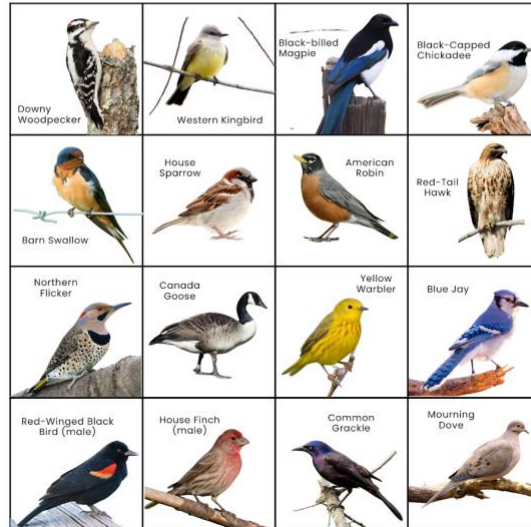 Downy
Woodpecker
Western Kingbird
Black-billed
Magpie
Black-Capped
Chickadee
Barn Swallow
House
Sparrow
American
Robin
Red-Tail
Hawk
Northern
Flicker
Canada
Goose
Yellow
Warbler
Blue Jay
Red-Winged Black
Bird (male)
House Finch
(male)
Common
Grackle
Mourning
Dove